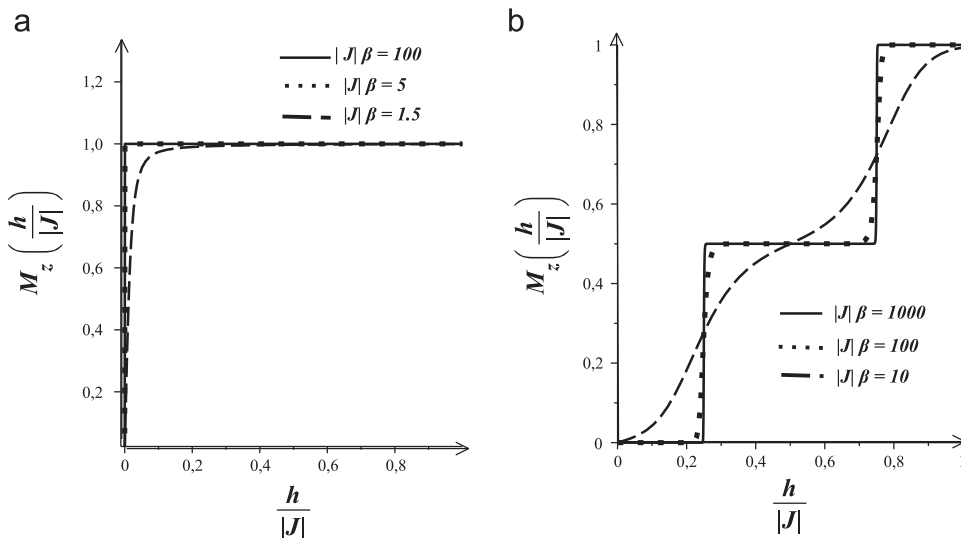 a
| J| β = 100
|J| β = 5
|J| β = 1.5
1,2
1,0
0,8
0,6
0,4
0,2
M z ( h / |J| )
0 0,2 0,4 0,6 0,8
h
|J|
b
1
0,8
0,6
0,4
0,2
0
M z ( h / |J| )
|J| β = 1000
|J| β = 100
|J| β = 10
0 0,2 0,4 0,6 0,8 1
h
|J|